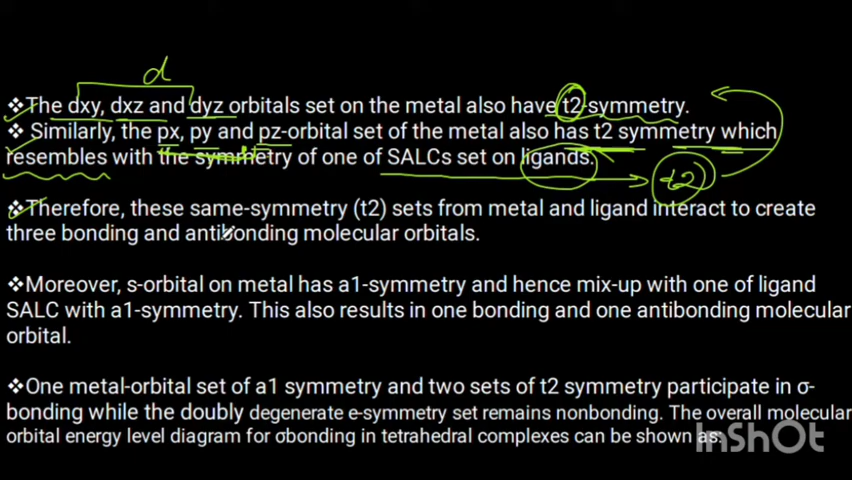 d
❖The dxy, dxz and dyz orbitals set on the metal also have t2-symmetry.
❖ Similarly, the px, py and pz-orbital set of the metal also has t2 symmetry which
resembles with the symmetry of one of SALCs set on ligands.
t2
❖Therefore, these same-symmetry (t2) sets from metal and ligand interact to create
three bonding and antibonding molecular orbitals.
❖Moreover, s-orbital on metal has a1-symmetry and hence mix-up with one of ligand
SALC with a1-symmetry. This also results in one bonding and one antibonding molecular
orbital.
❖One metal-orbital set of a1 symmetry and two sets of t2 symmetry participate in σ-
bonding while the doubly degenerate e-symmetry set remains nonbonding. The overall molecular
orbital energy level diagram for σbonding in tetrahedral complexes can be shown as:
InShOt